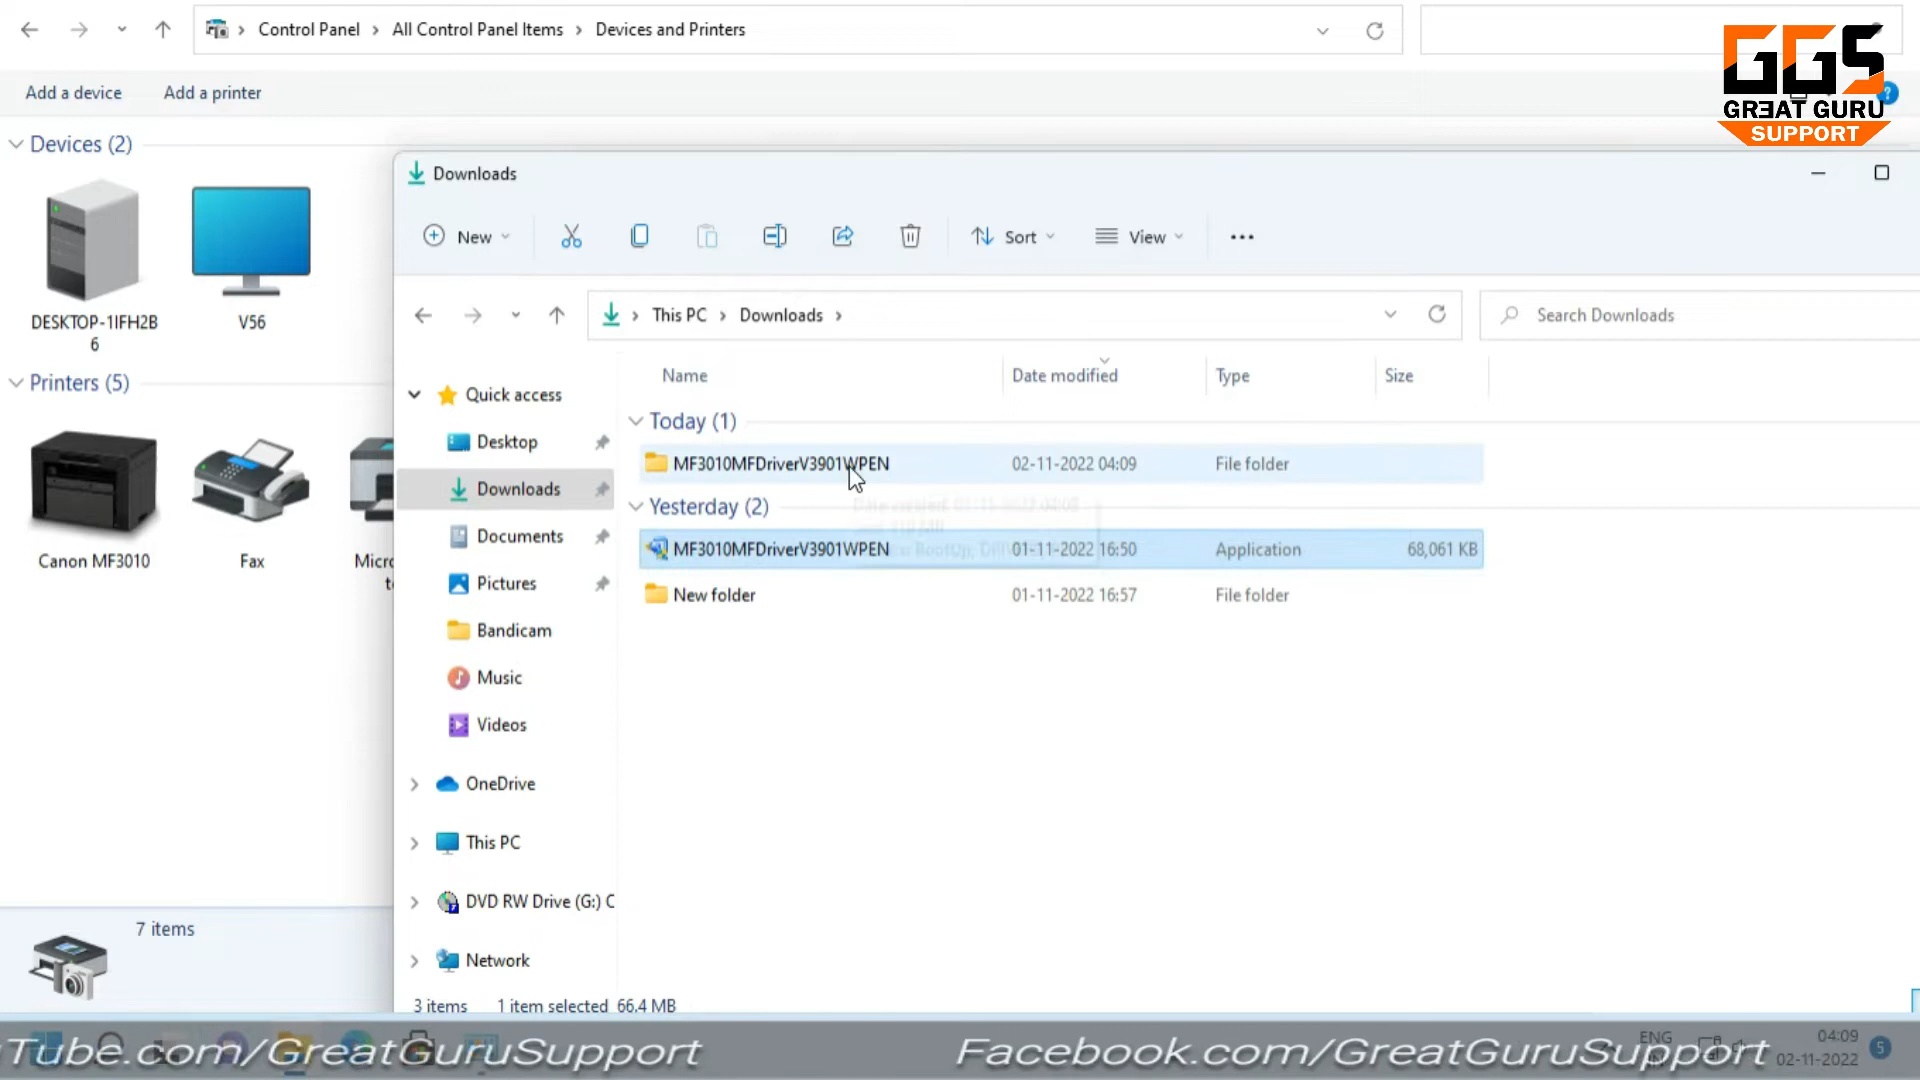 Control Panel
All Control Panel Items
Devices and Printers
GGS
GREAT GURU
SUPPORT
Add a device
Add a printer
Devices (2)
DESKTOP-1IFH2B
6
V56
Printers (5)
Canon MF3010
Fax
Micro
Downloads
New
Sort
View
This PC
Downloads
Search Downloads
Name
Date modified
Type
Size
Quick access
Desktop
Downloads
Documents
Pictures
Bandicam
Music
Videos
OneDrive
This PC
DVD RW Drive (G:) C
Network
Today (1)
MF3010MFDriverV3901WPEN 02-11-2022 04:09 File folder
Yesterday (2)
MF3010MFDriverV3901WPEN 01-11-2022 16:50 Application 68,061 KB
New folder 01-11-2022 16:57 File folder
7 items
3 items 1 item selected 66.4 MB
Tube.com/GreatGuruSupport
Facebook.com/GreatGuruSupport
ENG
04:09
02-11-2022
5